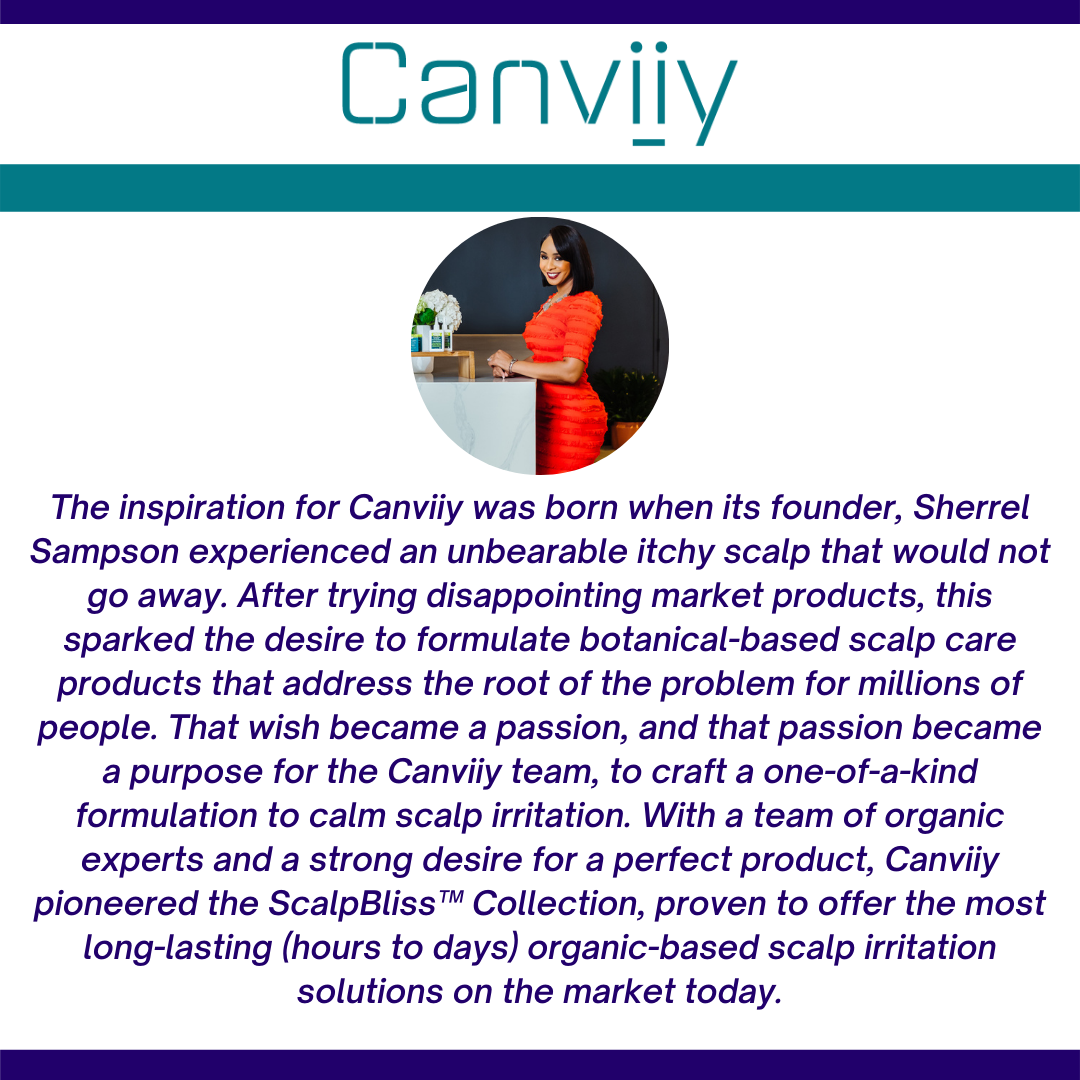 Canviiy
The inspiration for Canviiy was born when its founder, Sherrel
Sampson experienced an unbearable itchy scalp that would not
go away. After trying disappointing market products, this
sparked the desire to formulate botanical-based scalp care
products that address the root of the problem for millions of
people. That wish became a passion, and that passion became
a purpose for the Canviiy team, to craft a one-of-a-kind
formulation to calm scalp irritation. With a team of organic
experts and a strong desire for a perfect product, Canviiy
pioneered the ScalpBliss™ Collection, proven to offer the most
long-lasting (hours to days) organic-based scalp irritation
solutions on the market today.